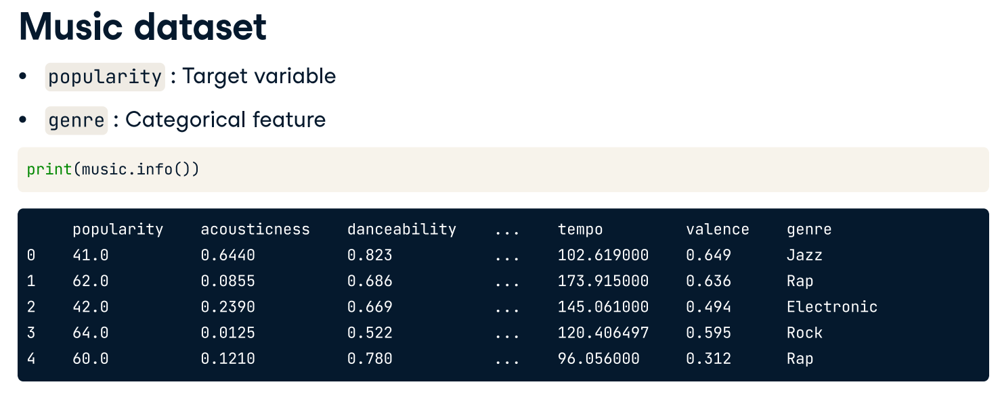 Music dataset
• popularity : Target variable
• genre : Categorical feature
print(music.info())
popularity acousticness danceability ... tempo valence genre
0 41.0 0.6440 0.823 ... 102.619000 0.649 Jazz
1 62.0 0.0855 0.686 ... 173.915000 0.636 Rap
2 42.0 0.2390 0.669 ... 145.061000 0.494 Electronic
3 64.0 0.0125 0.522 ... 120.406497 0.595 Rock
4 60.0 0.1210 0.780 ... 96.056000 0.312 Rap